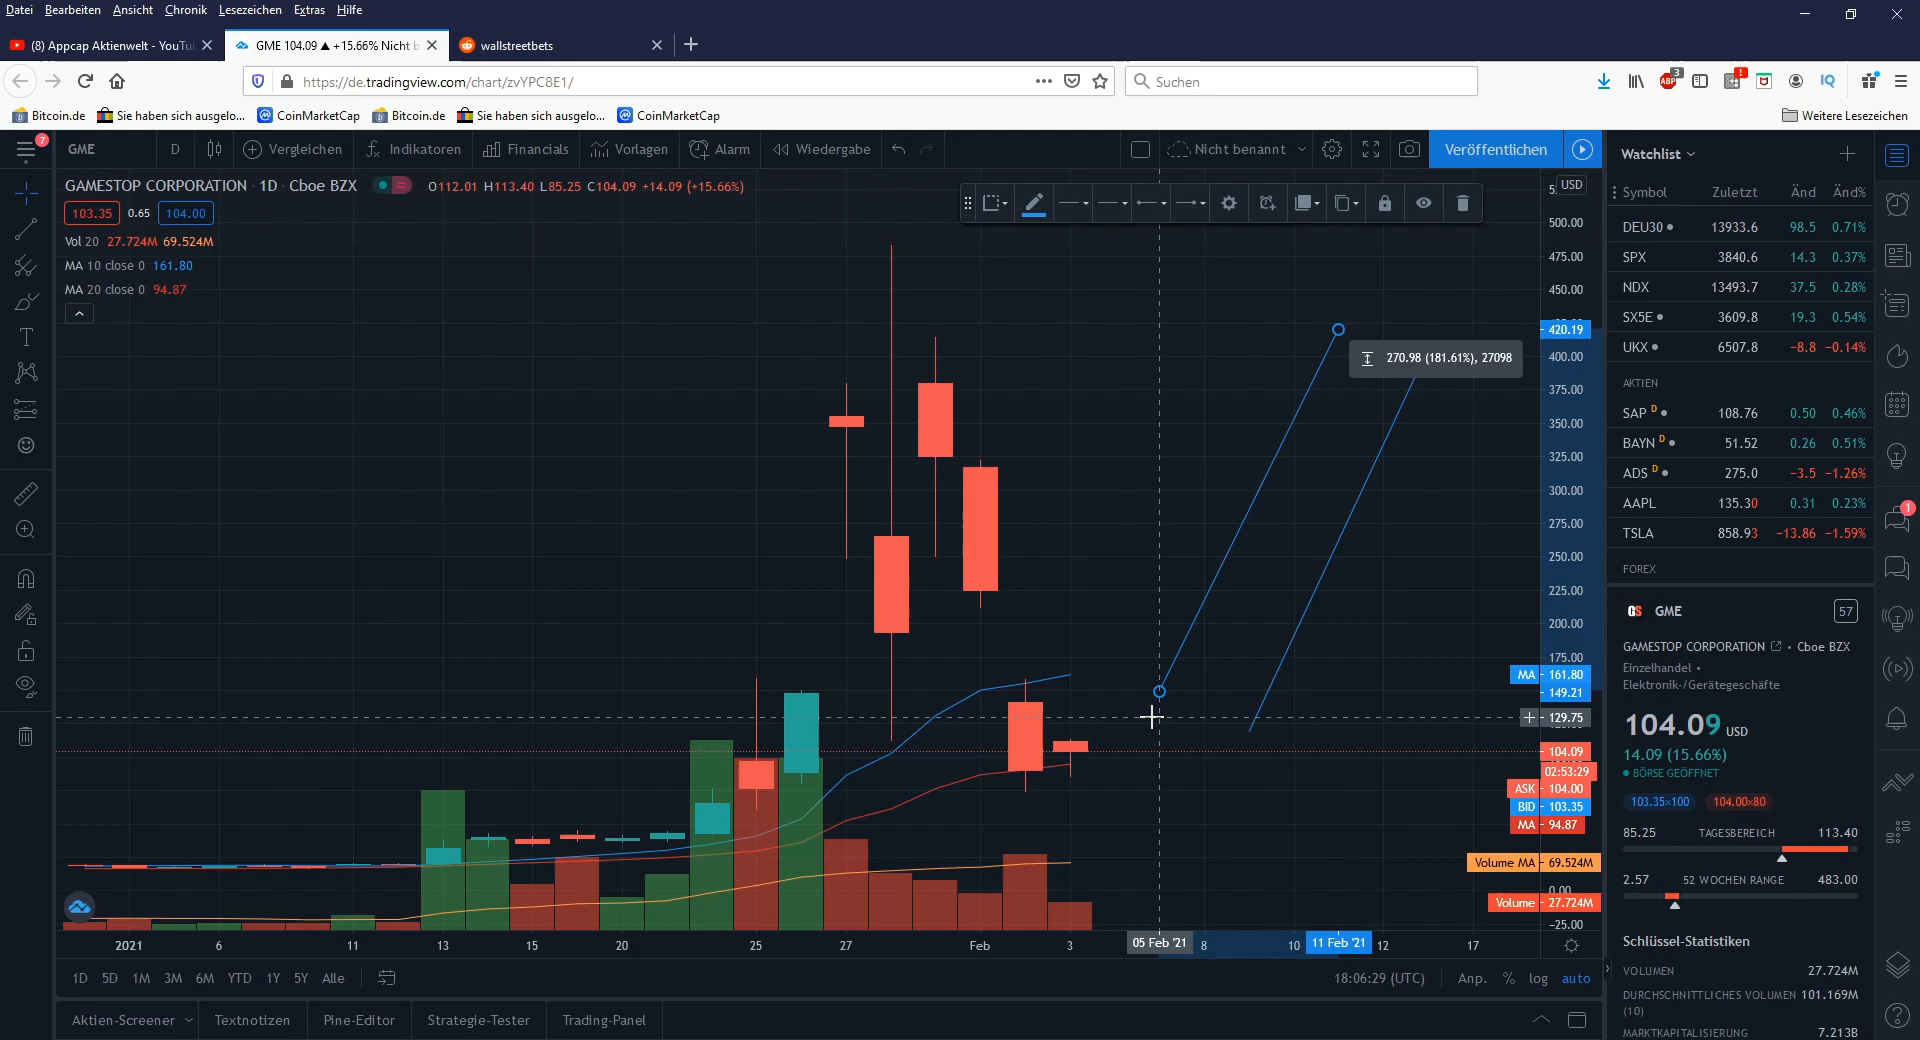 Datei Bearbeiten Ansicht Chronik Lesezeichen Extras Hilfe
(8) Appcap Aktienwelt - YouTu
GME 104.09 ▲ +15.66% Nicht b
wallstreetbets
https://de.tradingview.com/chart/zvYPC8E1/
Suchen
3
Bitcoin.de
Sie haben sich ausgelo...
CoinMarketCap
Bitcoin.de
Sie haben sich ausgelo...
CoinMarketCap
Weitere Lesezeichen
7
GME
D
Vergleichen
Indikatoren
Financials
Vorlagen
Alarm
Wiedergabe
Nicht benannt
Veröffentlichen
GAMESTOP CORPORATION · 1D · Cboe BZX
O112.01 H113.40 L85.25 C104.09 +14.09 (+15.66%)
103.35 0.65 104.00
Vol 20 27.724M 69.524M
MA 10 close 0 161.80
MA 20 close 0 94.87
270.98 (181.61%), 27098
USD
500.00
475.00
450.00
420.19
400.00
375.00
350.00
325.00
300.00
275.00
250.00
225.00
200.00
175.00
MA 161.80
149.21
129.75
104.09
02:53:29
ASK 104.00
BID 103.35
MA 94.87
Volume MA 69.524M
0.00
Volume 27.724M
−25.00
2021 6 11 13 15 20 25 27 Feb 3 05 Feb '21 8 10 11 Feb '21 12 17
1D 5D 1M 3M 6M YTD 1Y 5Y Alle
18:06:29 (UTC) Anp. % log auto
Aktien-Screener
Textnotizen
Pine-Editor
Strategie-Tester
Trading-Panel
Watchlist
Symbol Zuletzt Änd Änd%
DEU30 13933.6 98.5 0.71%
SPX 3840.6 14.3 0.37%
NDX 13493.7 37.5 0.28%
SX5E 3609.8 19.3 0.54%
UKX 6507.8 −8.8 −0.14%
AKTIEN
SAP D 108.76 0.50 0.46%
BAYN D 51.52 0.26 0.51%
ADS D 275.0 −3.5 −1.26%
AAPL 135.30 0.31 0.23%
TSLA 858.93 −13.86 −1.59%
FOREX
GS GME 57
GAMESTOP CORPORATION • Cboe BZX
Einzelhandel •
Elektronik-/Gerätegeschäfte
104.09 USD
14.09 (15.66%)
BÖRSE GEÖFFNET
103.35×100 104.00×80
85.25 TAGESBEREICH 113.40
2.57 52 WOCHEN RANGE 483.00
Schlüssel-Statistiken
VOLUMEN 27.724M
DURCHSCHNITTLICHES VOLUMEN 101.169M
(10)
MARKTKAPITALISIERUNG 7.213B
1